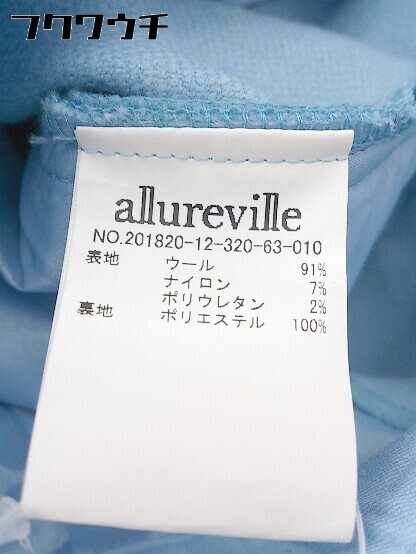 フクウウチ
allureville
NO.201820-12-320-63-010
表地 ウール 91%
ナイロン 7%
ポリウレタン 2%
裏地 ポリエステル 100%